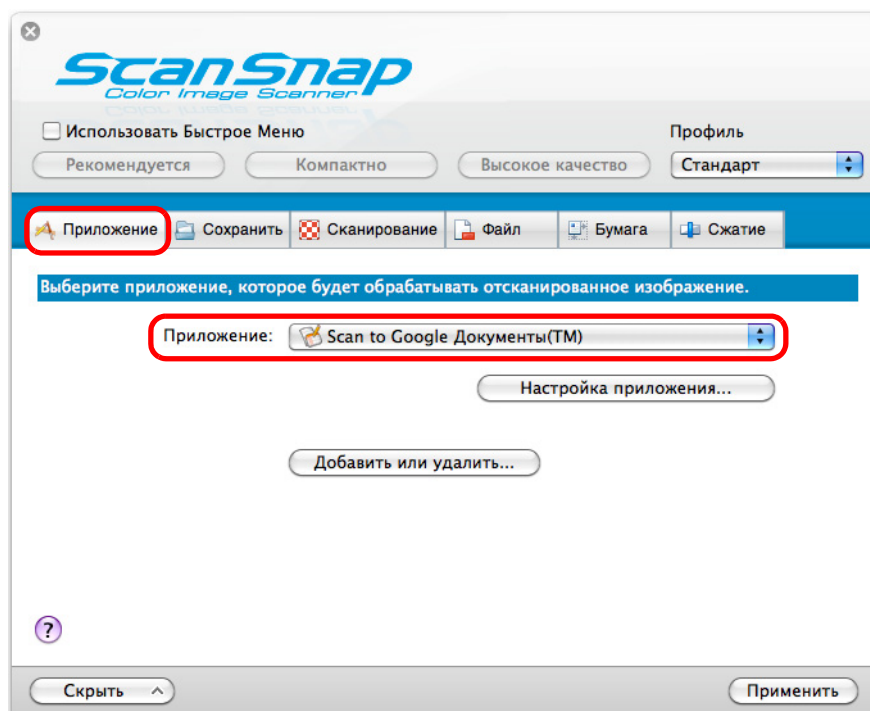 ScanSnap
Color Image Scanner
Использовать Быстрое Меню
Профиль
Рекомендуется Компактно Высокое качество Стандарт
Приложение Сохранить Сканирование Файл Бумага Сжатие
Выберите приложение, которое будет обрабатывать отсканированное изображение.
Приложение: Scan to Google Документы(TM)
Настройка приложения...
Добавить или удалить...
?
Скрыть Применить